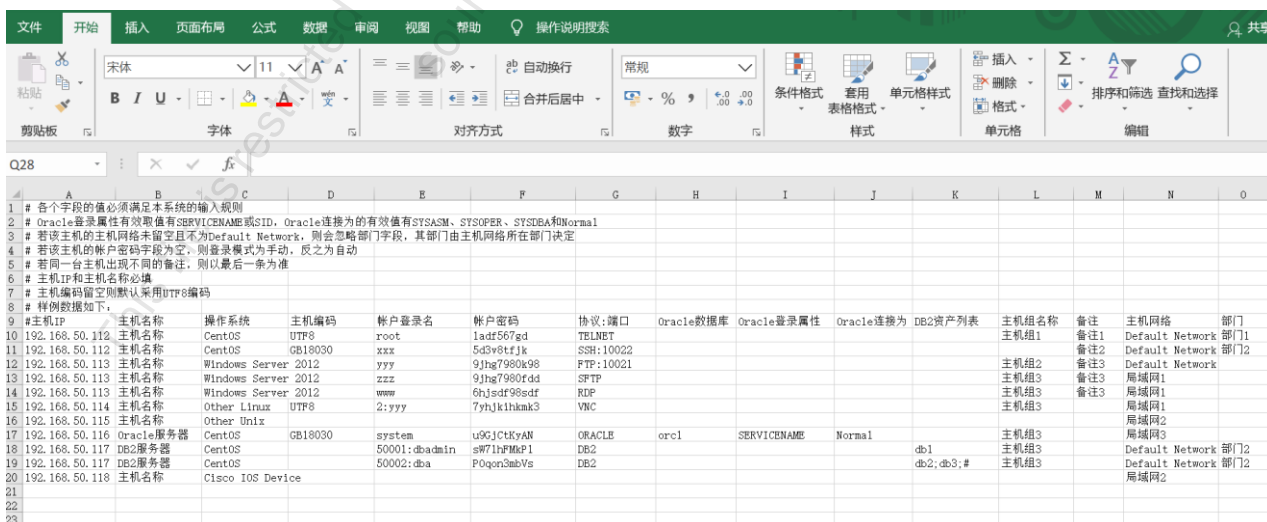 文件 开始 插入 页面布局 公式 数据 审阅 视图 帮助 操作说明搜索 共享
宋体 11 A A 自动换行 常规 插入 Σ
粘贴 B I U A wén 文 合并后居中 % 条件格式 套用 表格格式 单元格样式 删除 格式 排序和筛选 查找和选择
剪贴板 字体 对齐方式 数字 样式 单元格 编辑
Q28 fx
A B C D E F G H I J K L M N O
1 # 各个字段的值必须满足本系统的输入规则
2 # Oracle登录属性有效取值有SERVICENAME或SID，Oracle连接为的有效值有SYSASM、SYSOPER、SYSDBA和Normal
3 # 若该主机的主机网络未留空且不为Default Network，则会忽略部门字段，其部门由主机网络所在部门决定
4 # 若该主机的帐户密码字段为空，则登录模式为手动，反之为自动
5 # 若同一台主机出现不同的备注，则以最后一条为准
6 # 主机IP和主机名称必填
7 # 主机编码留空则默认采用UTF8编码
8 # 样例数据如下：
9 #主机IP 主机名称 操作系统 主机编码 帐户登录名 帐户密码 协议:端口 Oracle数据库 Oracle登录属性 Oracle连接为 DB2资产列表 主机组名称 备注 主机网络 部门
10 192.168.50.112 主机名称 CentOS UTF8 root 1adf567gd TELNET 主机组1 备注1 Default Network 部门1
11 192.168.50.112 主机名称 CentOS GB18030 xxx 5d3v8tfjk SSH:10022 备注2 Default Network 部门2
12 192.168.50.113 主机名称 Windows Server 2012 yyy 9jhg7980k98 FTP:10021 主机组2 备注3 Default Network
13 192.168.50.113 主机名称 Windows Server 2012 zzz 9jhg7980fdd SFTP 主机组3 备注3 局域网1
14 192.168.50.113 主机名称 Windows Server 2012 www 6hjsdf98sdf RDP 主机组3 备注3 局域网1
15 192.168.50.114 主机名称 Other Linux UTF8 2:yyy 7yhjkihkmk3 VNC 主机组3 局域网1
16 192.168.50.115 主机名称 Other Unix 局域网2
17 192.168.50.116 Oracle服务器 CentOS GB18030 system u9GjCtKyAN ORACLE orcl SERVICENAME Normal 主机组3 局域网3
18 192.168.50.117 DB2服务器 CentOS 50001:dbadmin sW7lhFMkPl DB2 db1 主机组3 Default Network 部门2
19 192.168.50.117 DB2服务器 CentOS 50002:dba P0qon3mbVs DB2 db2;db3;# 主机组3 Default Network 部门2
20 192.168.50.118 主机名称 Cisco IOS Device 局域网2
21
22
23